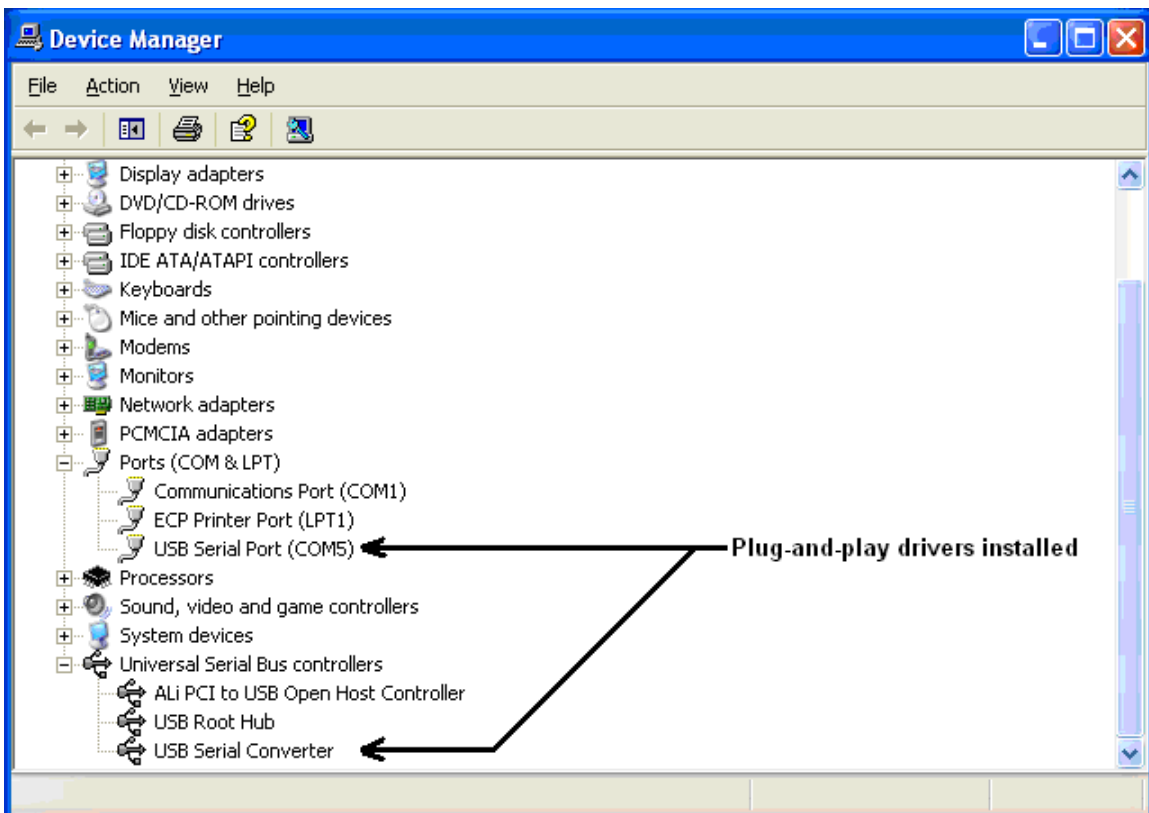 Device Manager
File Action View Help
Display adapters
DVD/CD-ROM drives
Floppy disk controllers
IDE ATA/ATAPI controllers
Keyboards
Mice and other pointing devices
Modems
Monitors
Network adapters
PCMCIA adapters
Ports (COM & LPT)
Communications Port (COM1)
ECP Printer Port (LPT1)
USB Serial Port (COM5)
Plug-and-play drivers installed
Processors
Sound, video and game controllers
System devices
Universal Serial Bus controllers
ALi PCI to USB Open Host Controller
USB Root Hub
USB Serial Converter